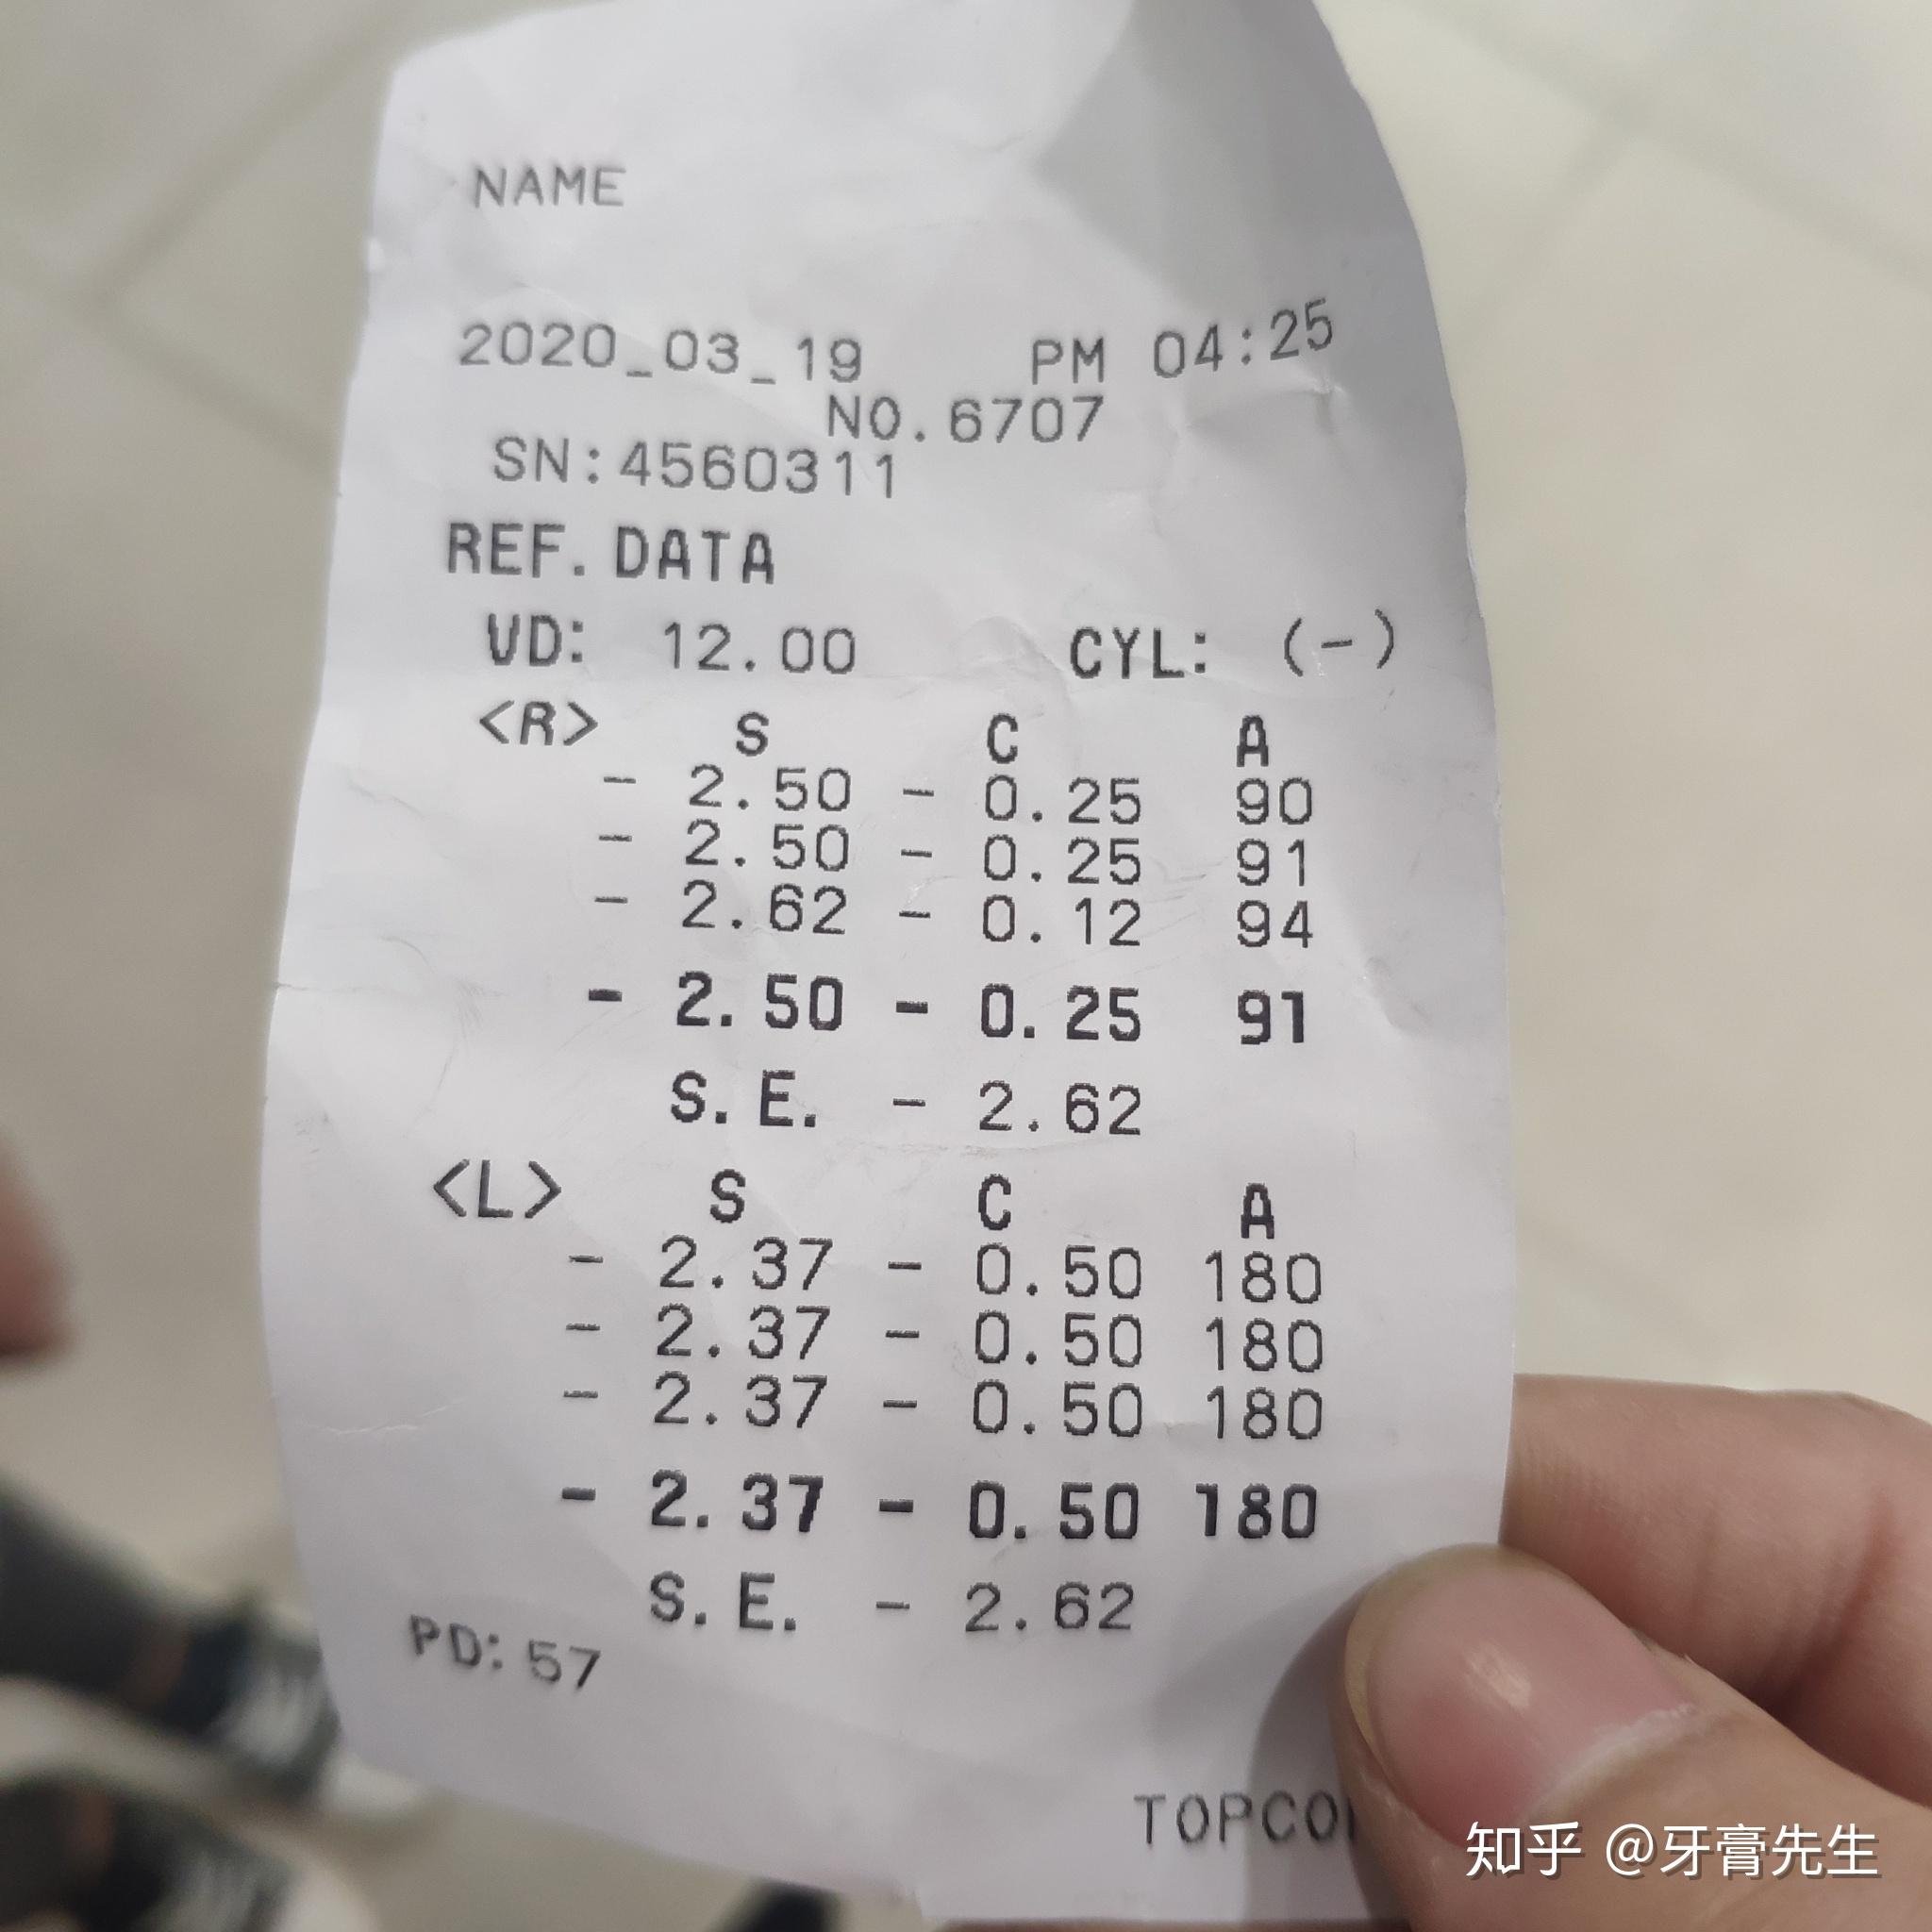 NAME
2020_03_19 PM 04:25
NO.6707
SN:4560311
REF.DATA
VD: 12.00 CYL: (-)
<R> S C A
- 2.50 - 0.25 90
- 2.50 - 0.25 91
- 2.62 - 0.12 94
- 2.50 - 0.25 91
S.E. - 2.62
<L> S C A
- 2.37 - 0.50 180
- 2.37 - 0.50 180
- 2.37 - 0.50 180
- 2.37 - 0.50 180
S.E. - 2.62
PD:57
知乎 @牙膏先生